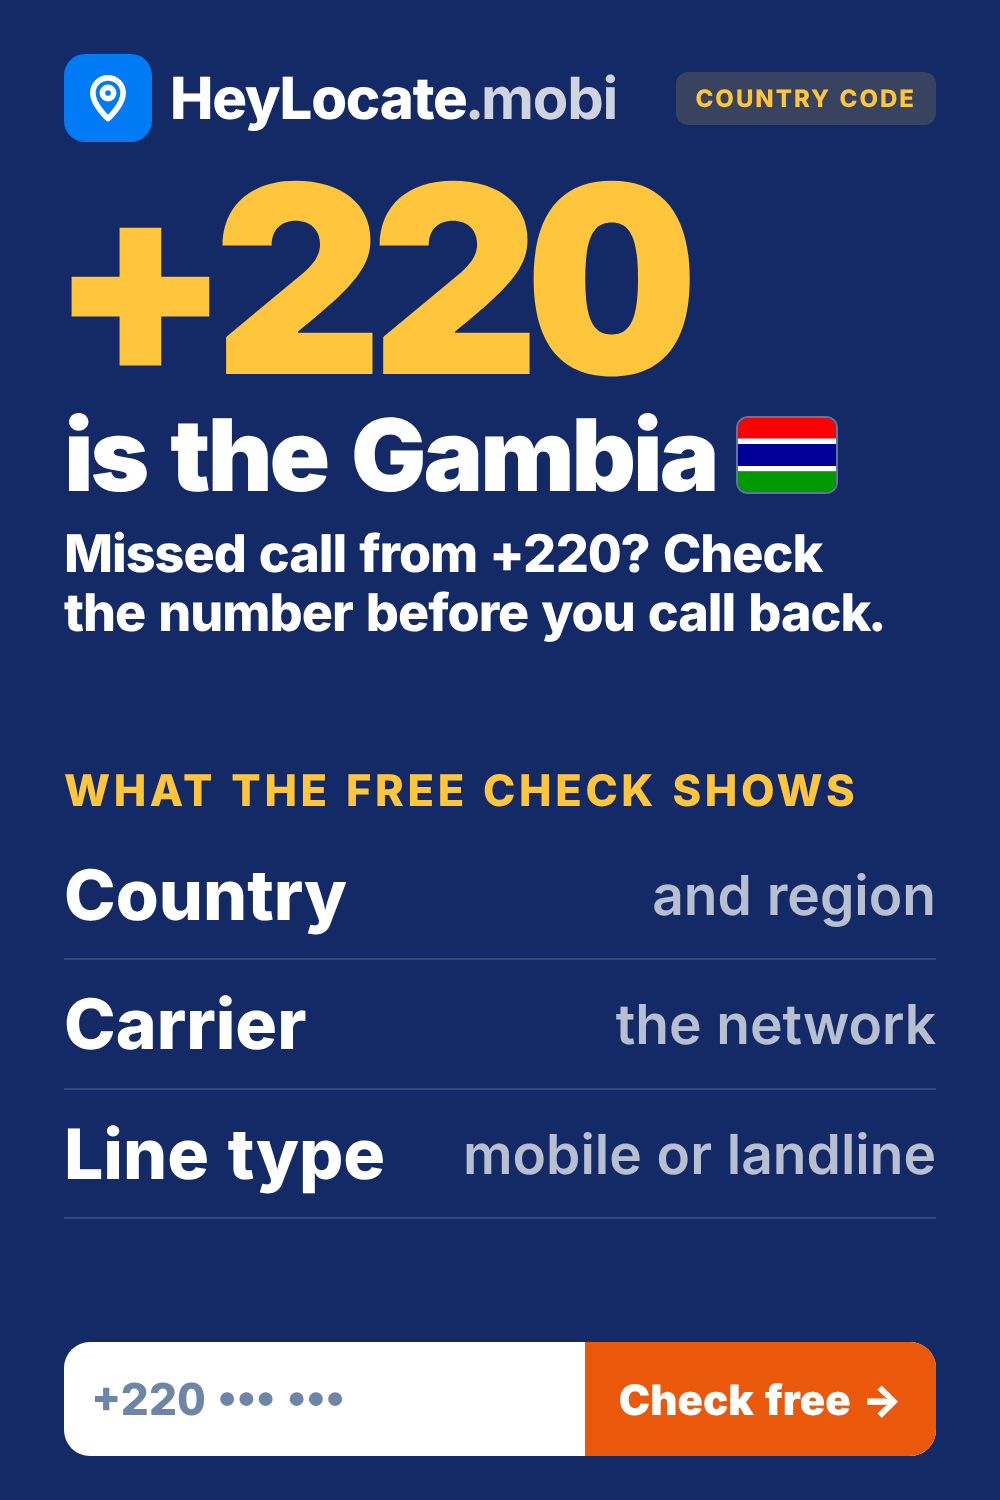 HeyLocate.mobi
COUNTRY CODE
+220
is the Gambia
Missed call from +220? Check
the number before you call back.
WHAT THE FREE CHECK SHOWS
Country and region
Carrier the network
Line type mobile or landline
+220 ••• •••
Check free →